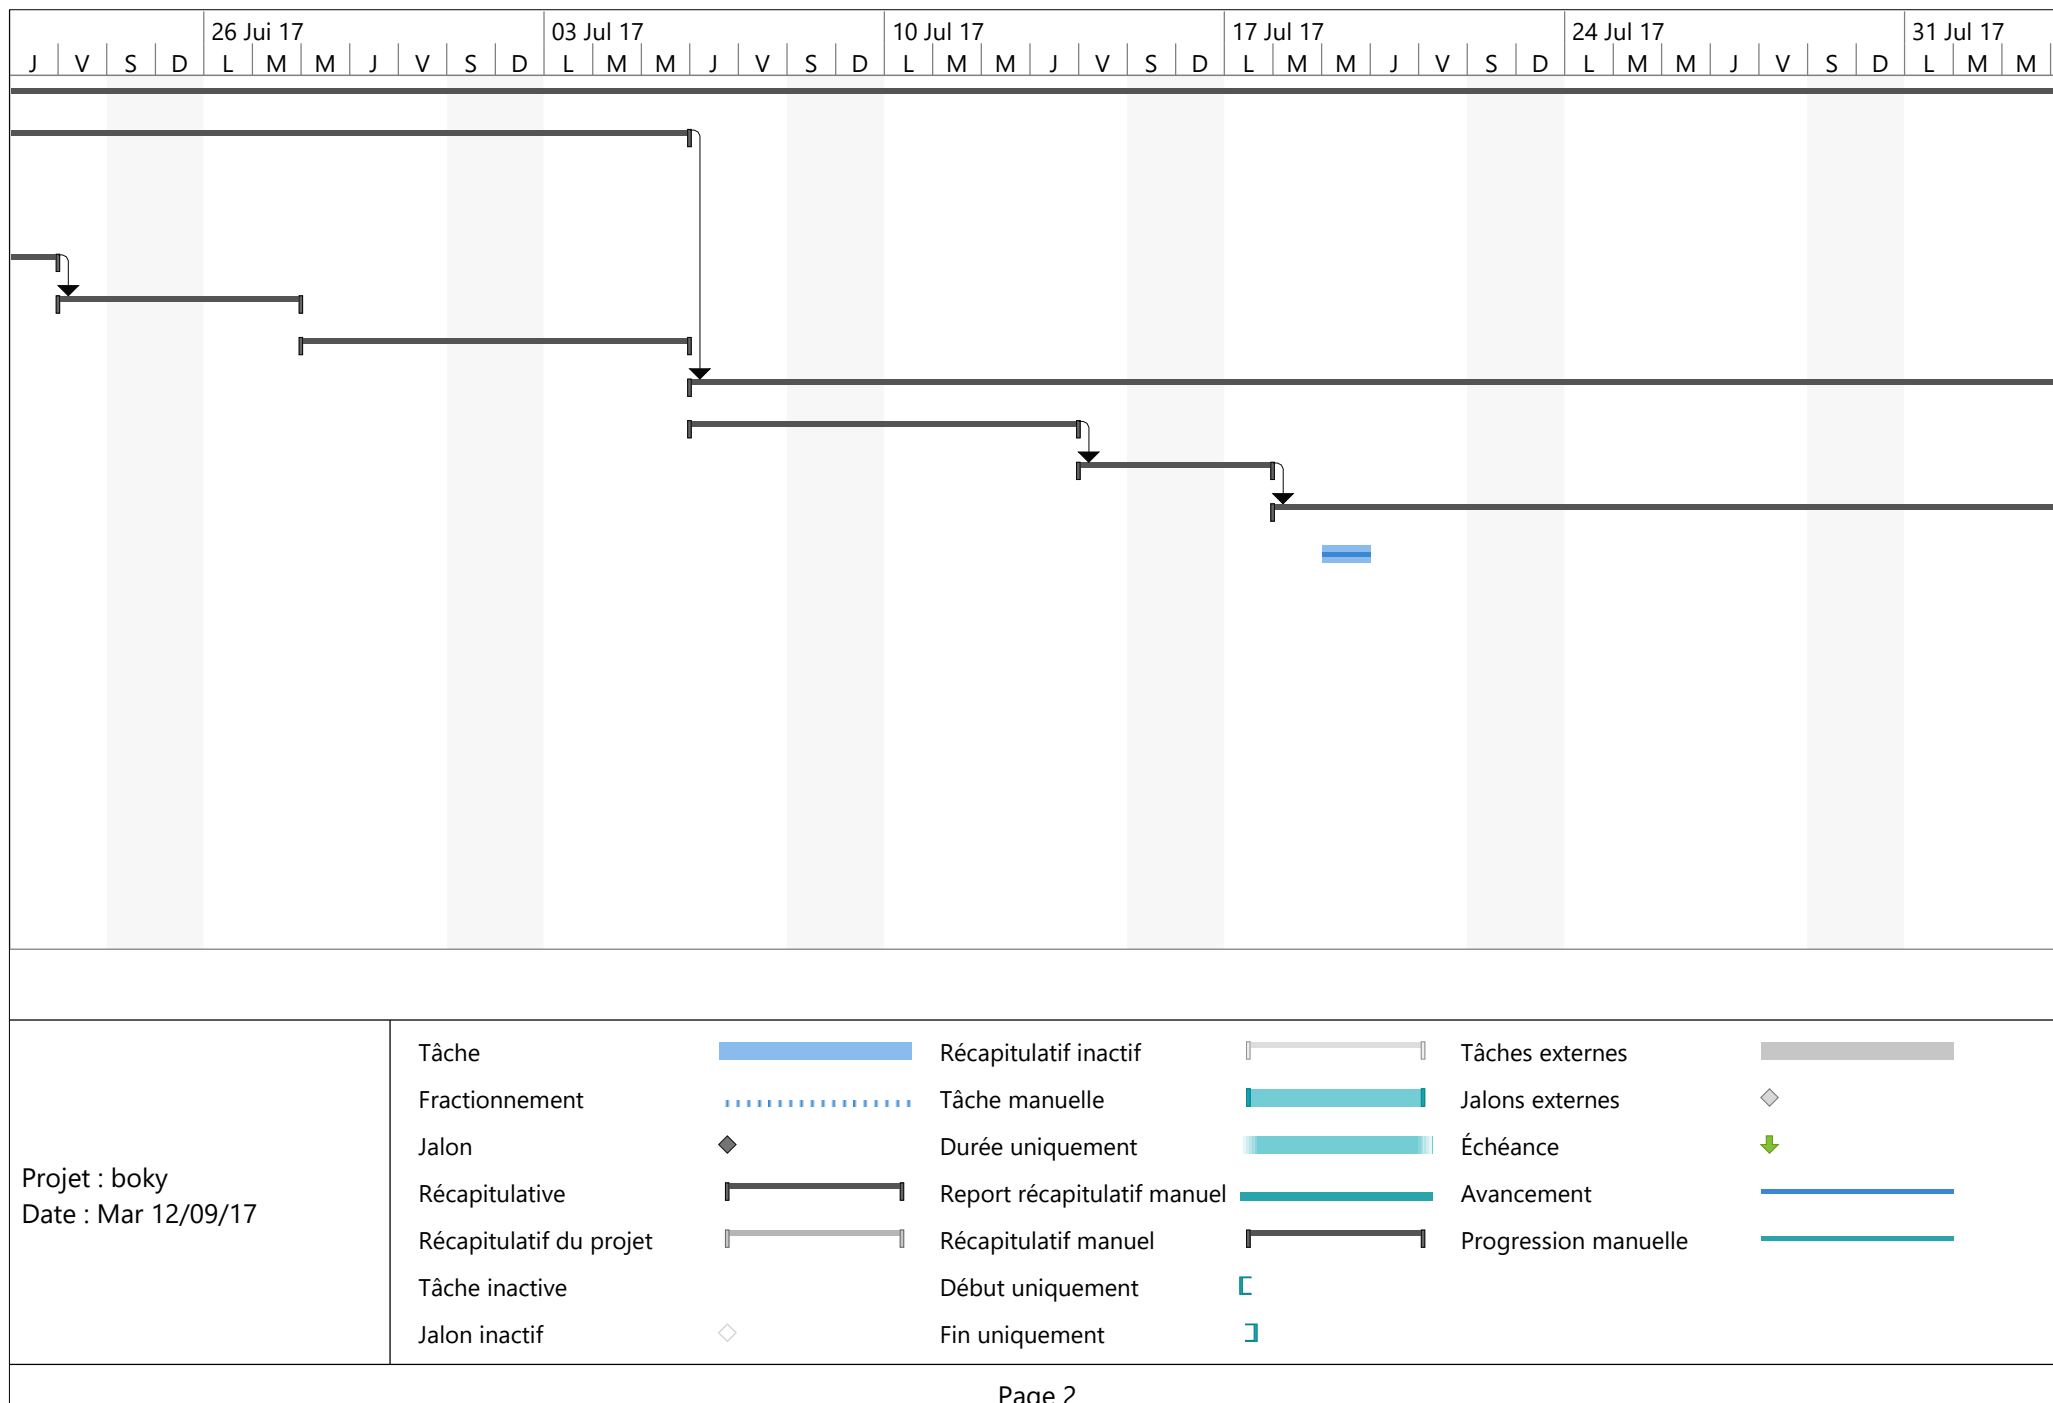 26 Jui 17 03 Jul 17 10 Jul 17 17 Jul 17 24 Jul 17 31 Jul 17
J V S D L M M J V S D L M M J V S D L M M J V S D L M M J V S D L M M J V S D L M M
Tâche Récapitulatif inactif Tâches externes
Fractionnement Tâche manuelle Jalons externes
Jalon Durée uniquement Échéance
Projet : boky
Date : Mar 12/09/17
Récapitulative Report récapitulatif manuel Avancement
Récapitulatif du projet Récapitulatif manuel Progression manuelle
Tâche inactive Début uniquement
Jalon inactif Fin uniquement
Page 2